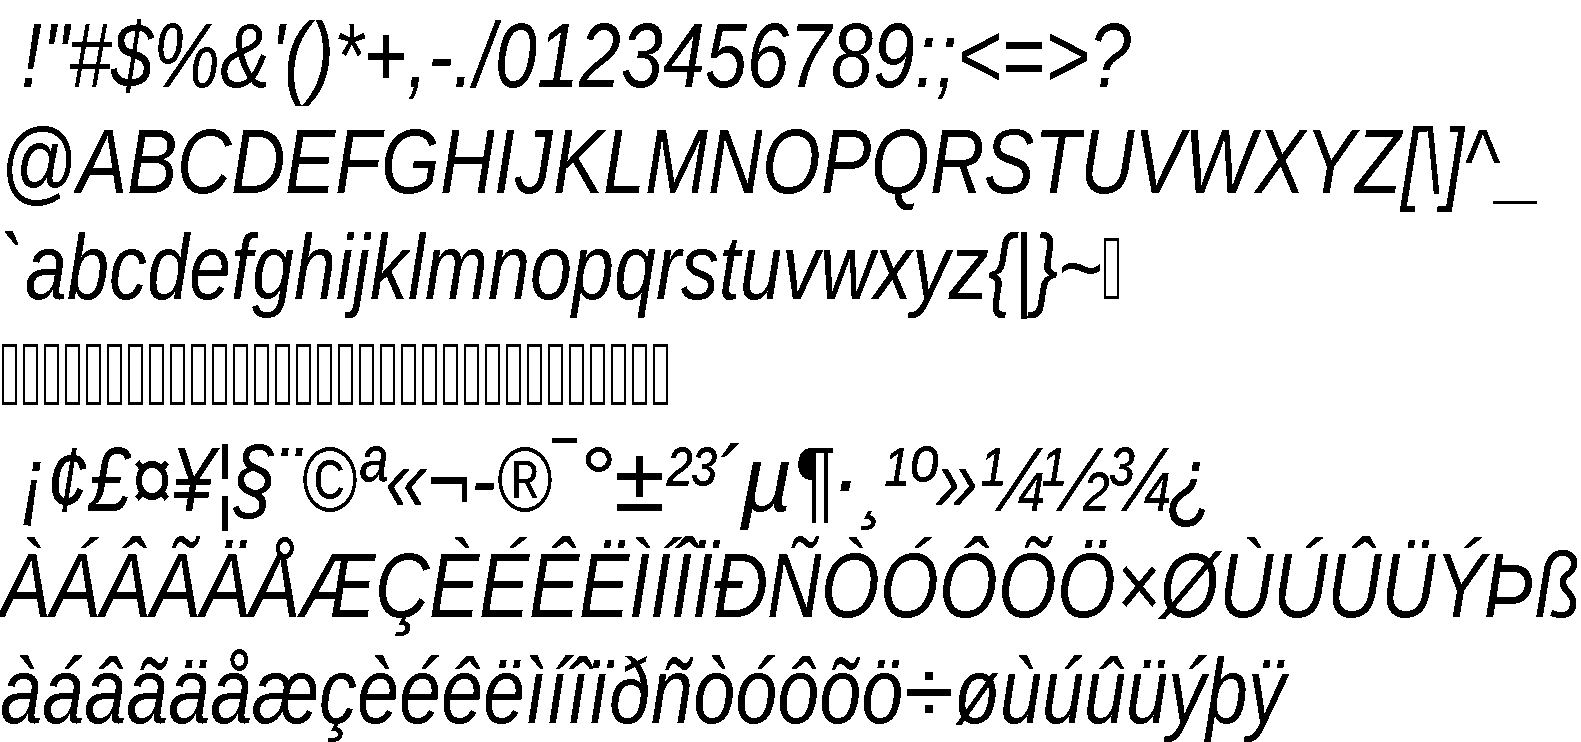 !"#$%&'()*+,-./0123456789:;<=>?
@ABCDEFGHIJKLMNOPQRSTUVWXYZ[\]^_
`abcdefghijklmnopqrstuvwxyz{|}~
¡¢£¤¥¦§¨©ª«¬-®¯°±²³´µ¶·¸¹º»¼½¾¿
ÀÁÂÃÄÅÆÇÈÉÊËÌÍÎÏÐÑÒÓÔÕÖ×ØÙÚÛÜÝÞß
àáâãäåæçèéêëìíîïðñòóôõö÷øùúûüýþÿ